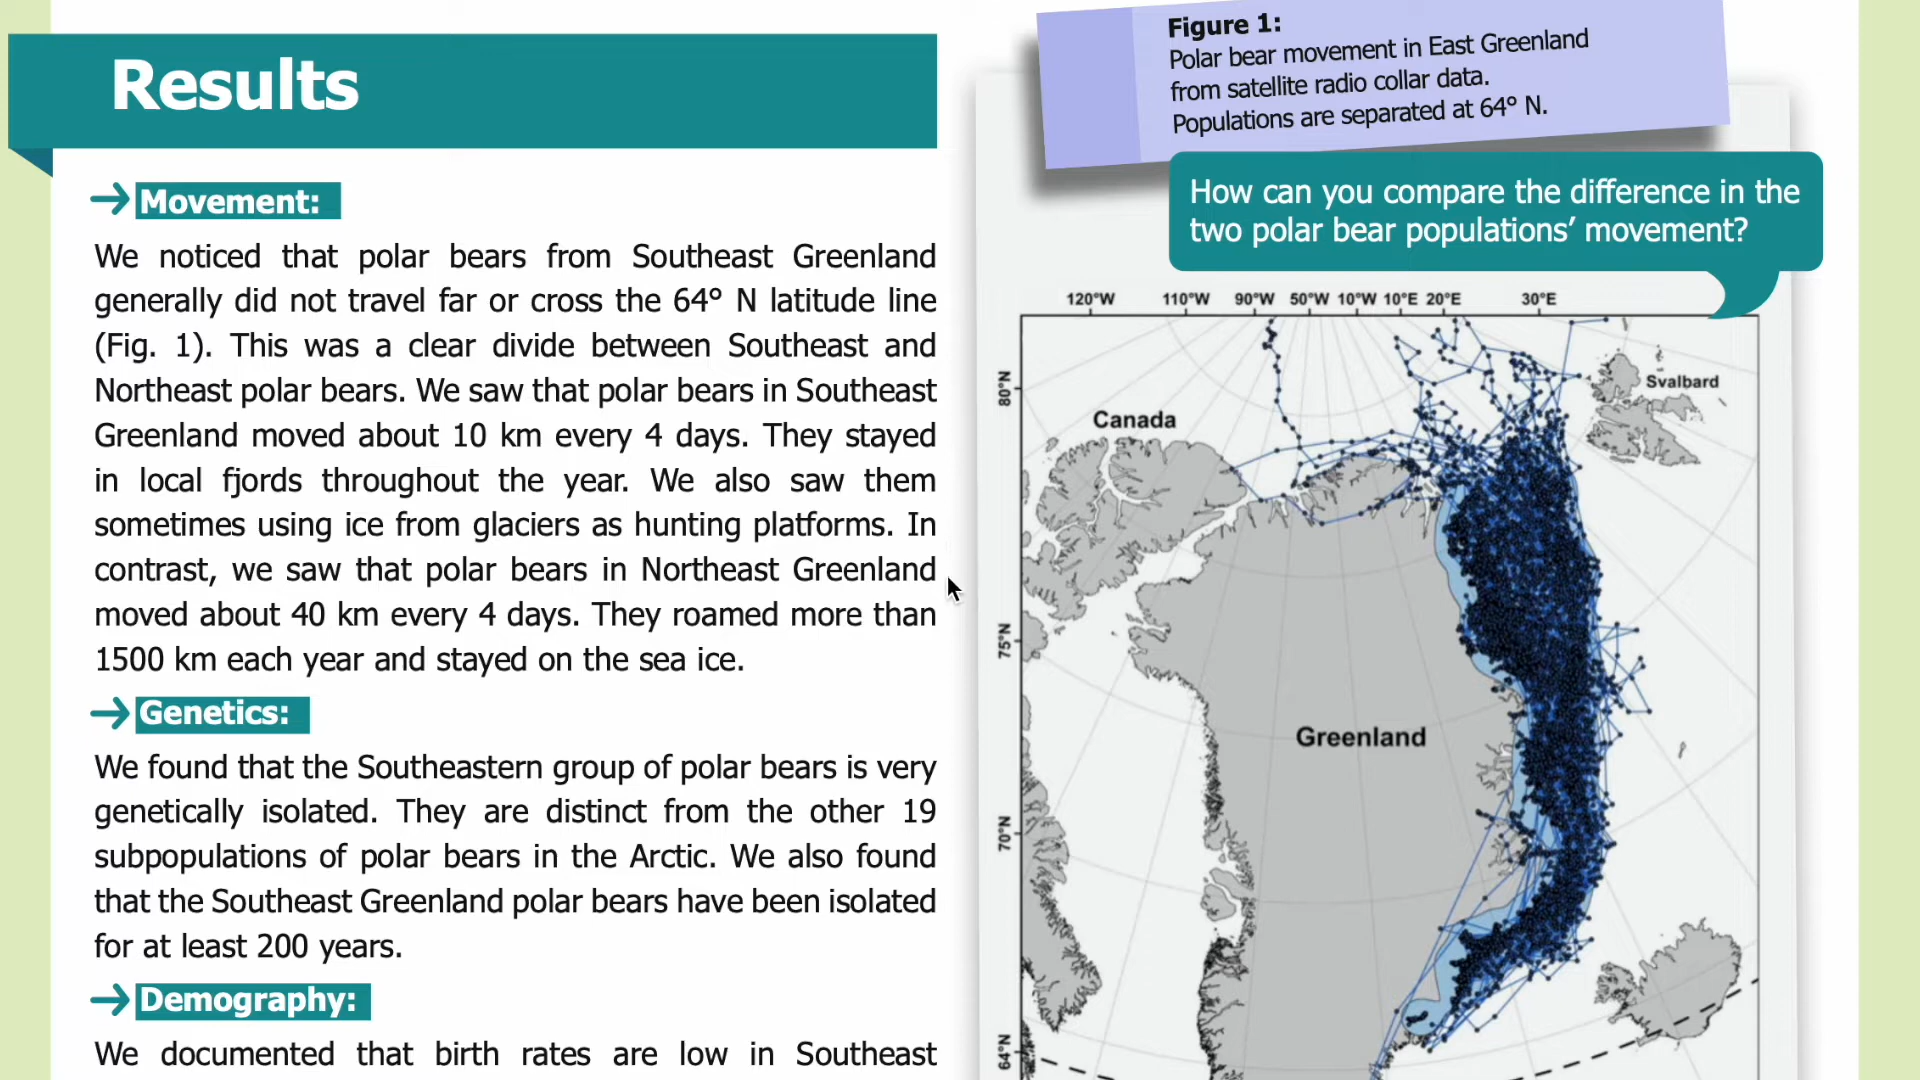 Results
Movement:
We noticed that polar bears from Southeast Greenland
generally did not travel far or cross the 64° N latitude line
(Fig. 1). This was a clear divide between Southeast and
Northeast polar bears. We saw that polar bears in Southeast
Greenland moved about 10 km every 4 days. They stayed
in local fjords throughout the year. We also saw them
sometimes using ice from glaciers as hunting platforms. In
contrast, we saw that polar bears in Northeast Greenland
moved about 40 km every 4 days. They roamed more than
1500 km each year and stayed on the sea ice.
Genetics:
We found that the Southeastern group of polar bears is very
genetically isolated. They are distinct from the other 19
subpopulations of polar bears in the Arctic. We also found
that the Southeast Greenland polar bears have been isolated
for at least 200 years.
Demography:
We documented that birth rates are low in Southeast
Figure 1:
Polar bear movement in East Greenland
from satellite radio collar data.
Populations are separated at 64° N.
How can you compare the difference in the
two polar bear populations’ movement?
120°W 110°W 90°W 50°W 10°W 10°E 20°E 30°E
80°N
Svalbard
Canada
75°N
Greenland
70°N
64°N